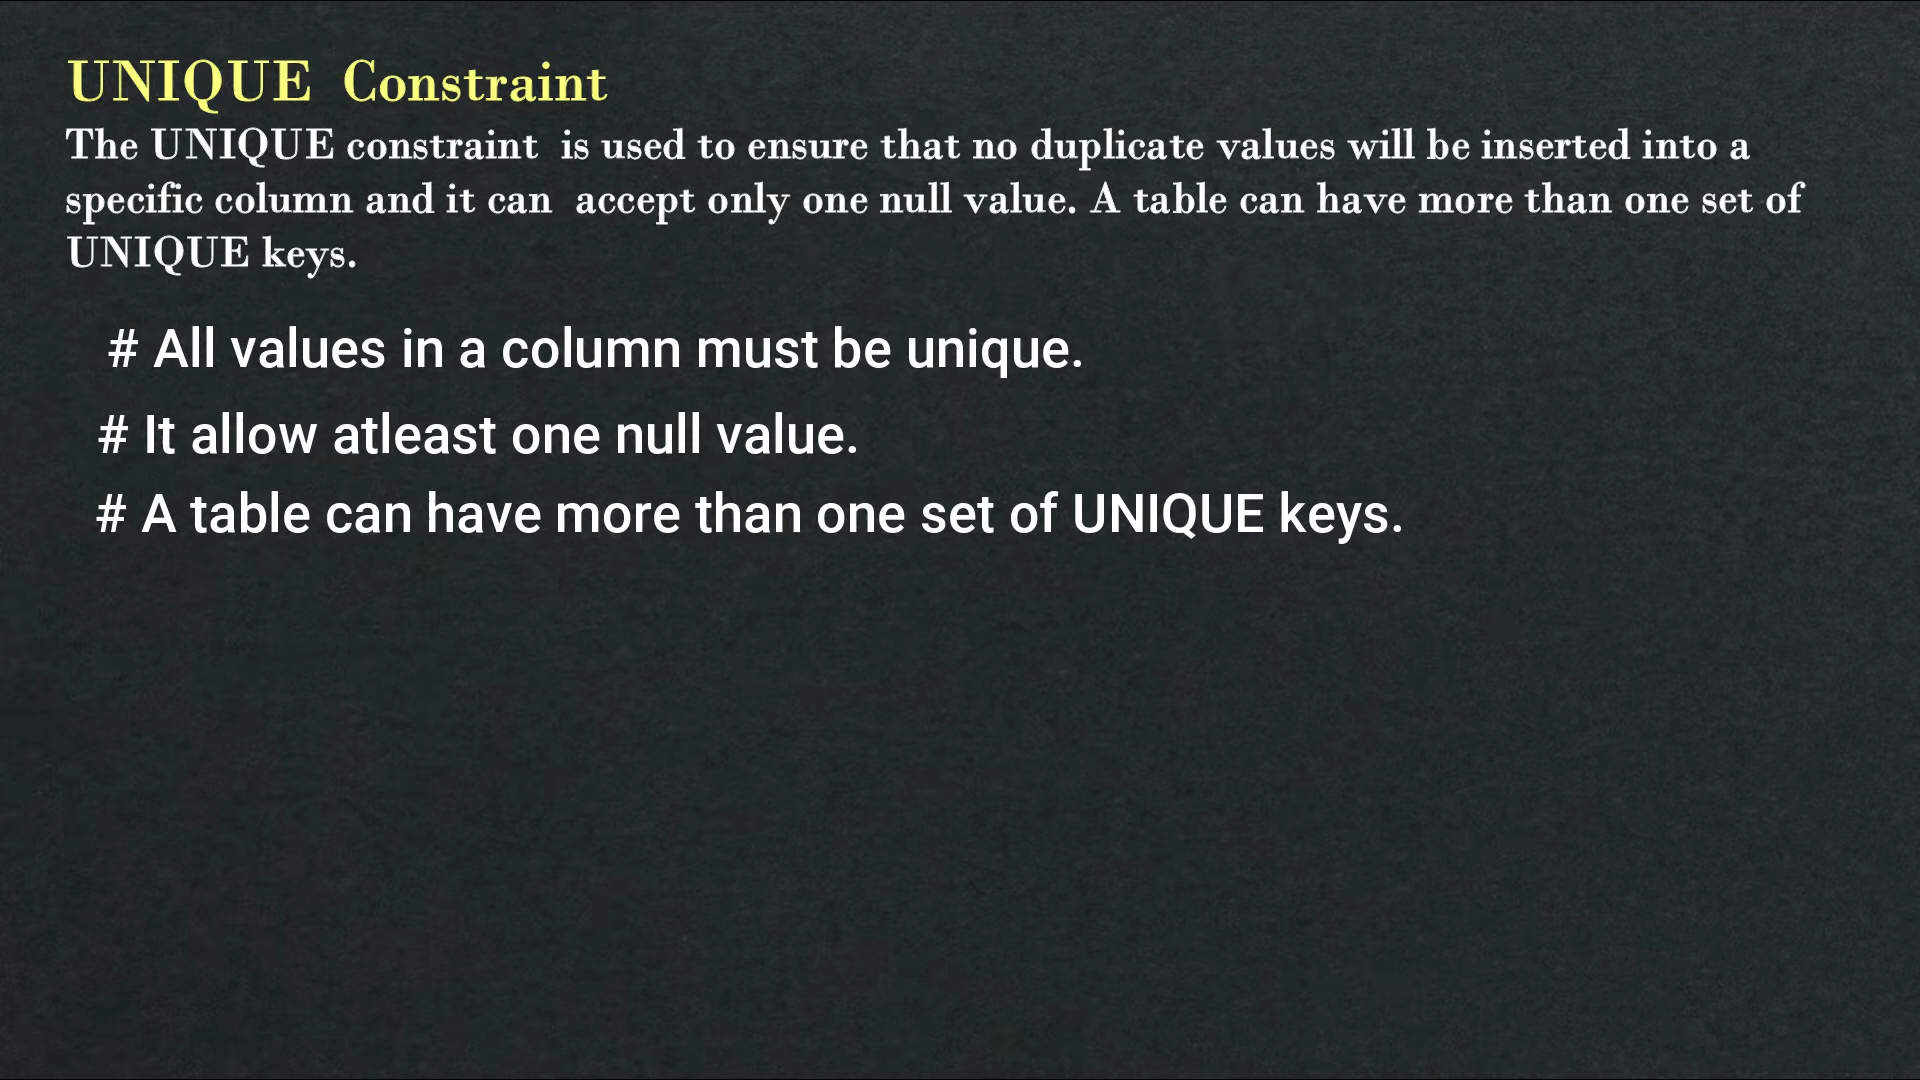 UNIQUE Constraint
The UNIQUE constraint is used to ensure that no duplicate values will be inserted into a
specific column and it can accept only one null value. A table can have more than one set of
UNIQUE keys.
# All values in a column must be unique.
# It allow atleast one null value.
# A table can have more than one set of UNIQUE keys.